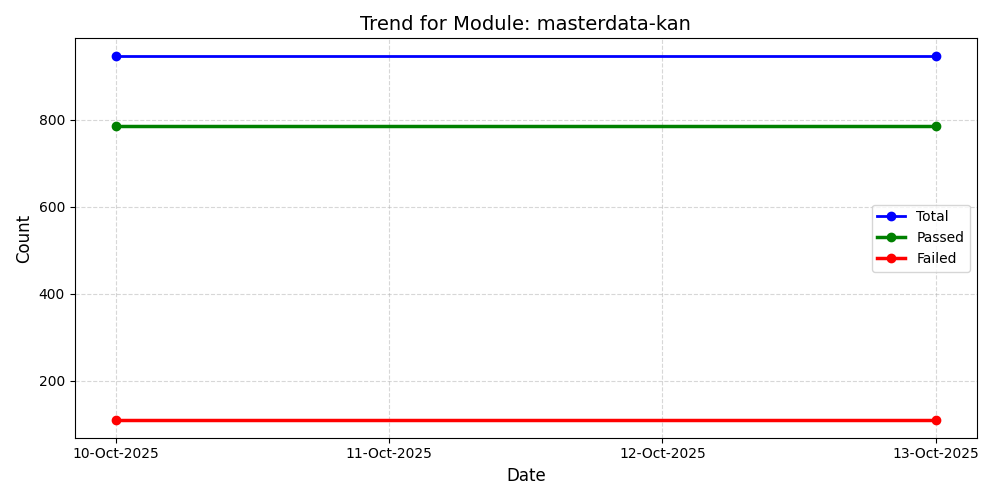 Trend for Module: masterdata-kan
Count
800
600
400
200
Total
Passed
Failed
10-Oct-2025
11-Oct-2025
12-Oct-2025
13-Oct-2025
Date